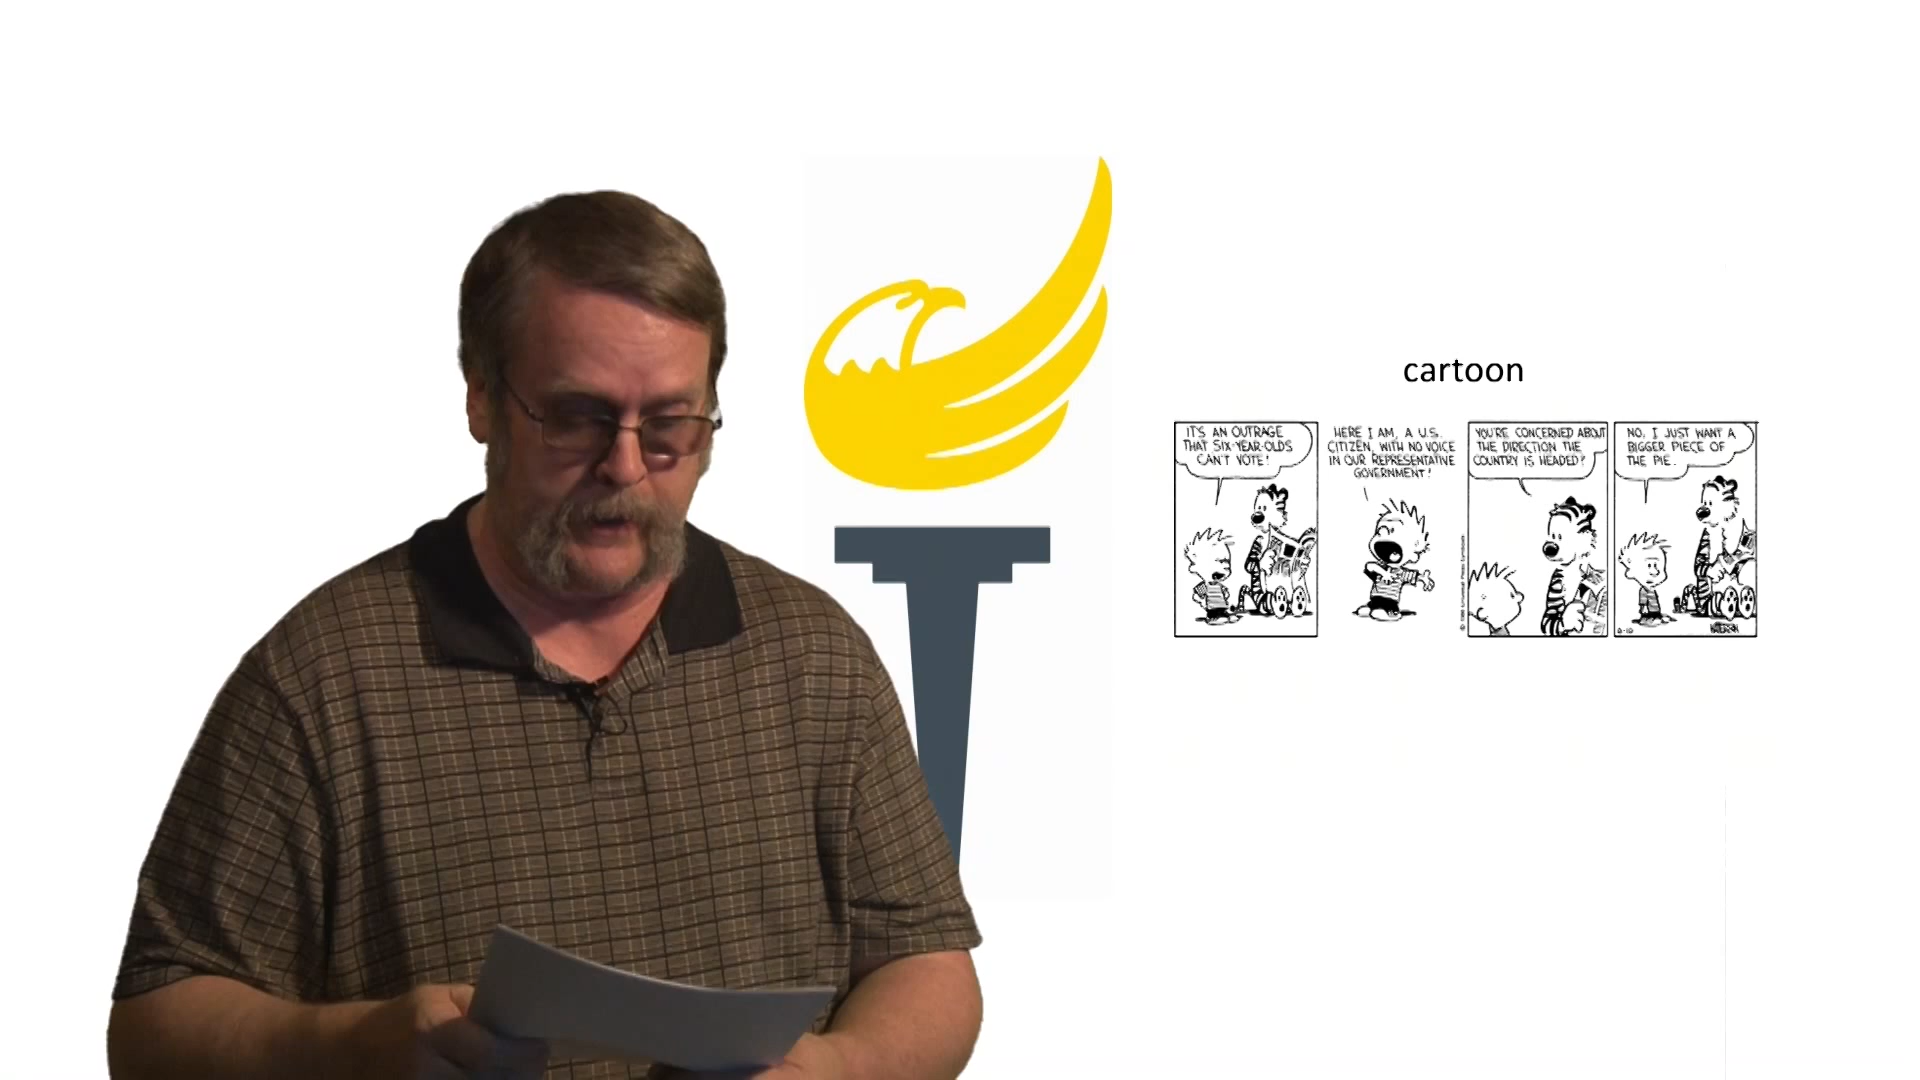 cartoon
IT'S AN OUTRAGE
THAT SIX-YEAR-OLDS
CAN'T VOTE!
HERE I AM, A U.S.
CITIZEN, WITH NO VOICE
IN OUR REPRESENTATIVE
GOVERNMENT!
YOU'RE CONCERNED ABOUT
THE DIRECTION THE
COUNTRY IS HEADED?
NO, I JUST WANT A
BIGGER PIECE OF
THE PIE.